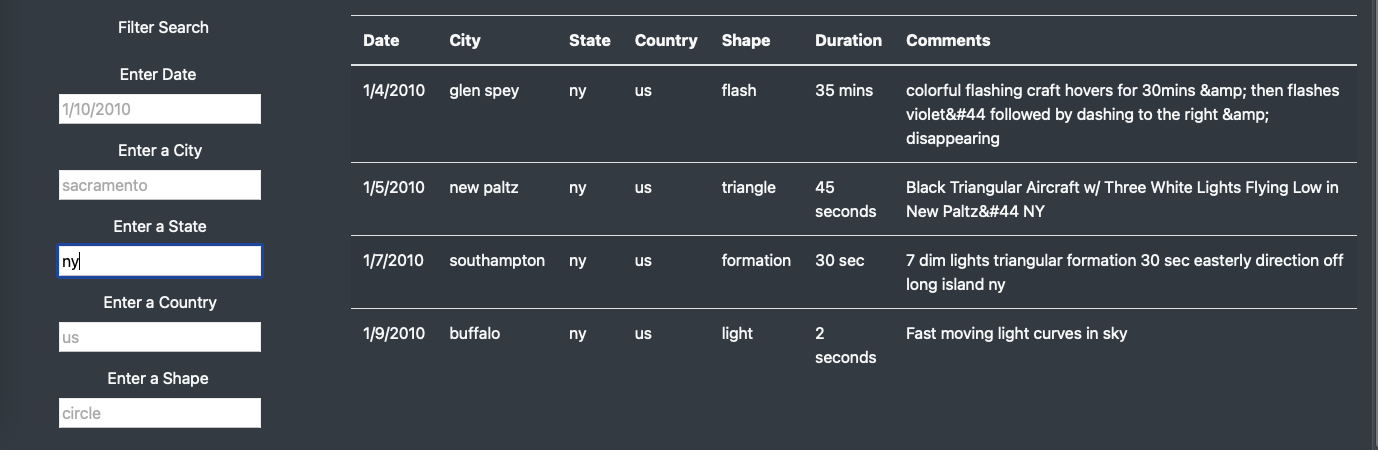 Filter Search
Enter Date
1/10/2010
Enter a City
sacramento
Enter a State
ny
Enter a Country
us
Enter a Shape
circle
Date City State Country Shape Duration Comments
1/4/2010 glen spey ny us flash 35 mins colorful flashing craft hovers for 30mins &amp; then flashes
violet&#44 followed by dashing to the right &amp;
disappearing
1/5/2010 new paltz ny us triangle 45 Black Triangular Aircraft w/ Three White Lights Flying Low in
seconds New Paltz&#44 NY
1/7/2010 southampton ny us formation 30 sec 7 dim lights triangular formation 30 sec easterly direction off
long island ny
1/9/2010 buffalo ny us light 2 Fast moving light curves in sky
seconds